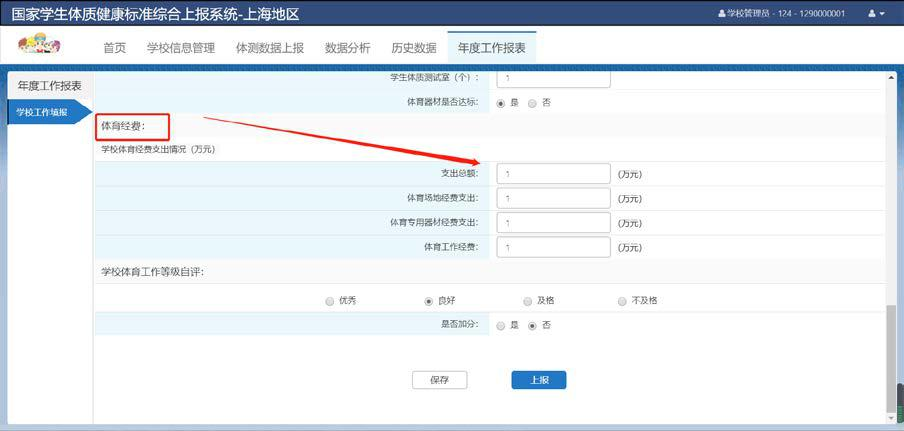 国家学生体质健康标准综合上报系统-上海地区
学校管理员 - 124 - 1290000001
首页 学校信息管理 体测数据上报 数据分析 历史数据 年度工作报表
年度工作报表
学校工作填报
学生体质测试室（个）： 1
体育器材是否达标： 是 否
体育经费：
学校体育经费支出情况（万元）
支出总额： 1 (万元)
体育场地经费支出： 1 (万元)
体育专用器材经费支出： 1 (万元)
体育工作经费： 1 (万元)
学校体育工作等级自评：
优秀 良好 及格 不及格
是否加分： 是 否
保存 上报